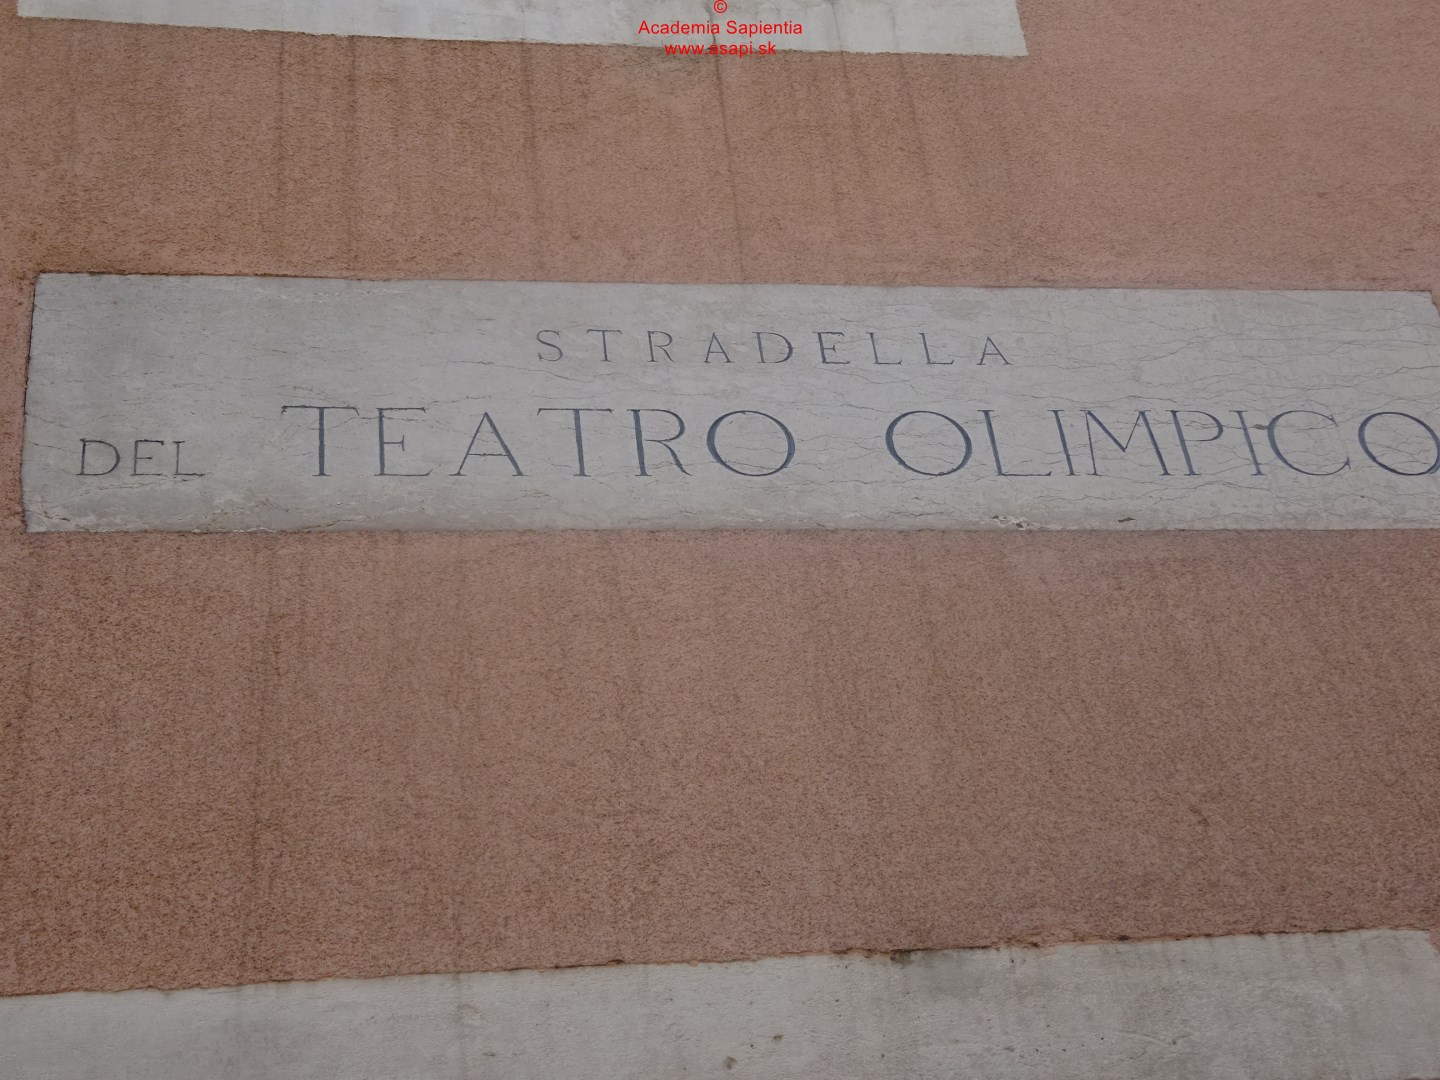 ©
Academia Sapientia
www.asapi.sk
STRADELLA
DEL TEATRO OLIMPICO